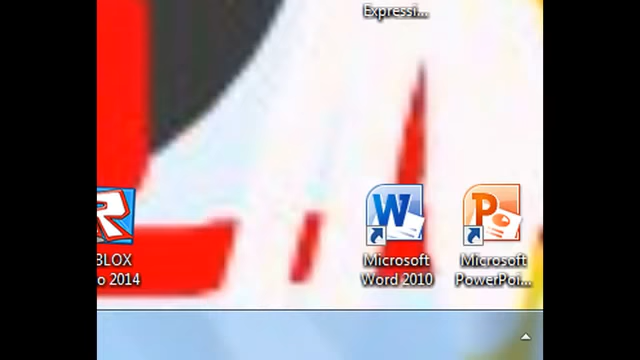 Expressi...
BLOX
o 2014
Microsoft
Word 2010
Microsoft
PowerPoi...